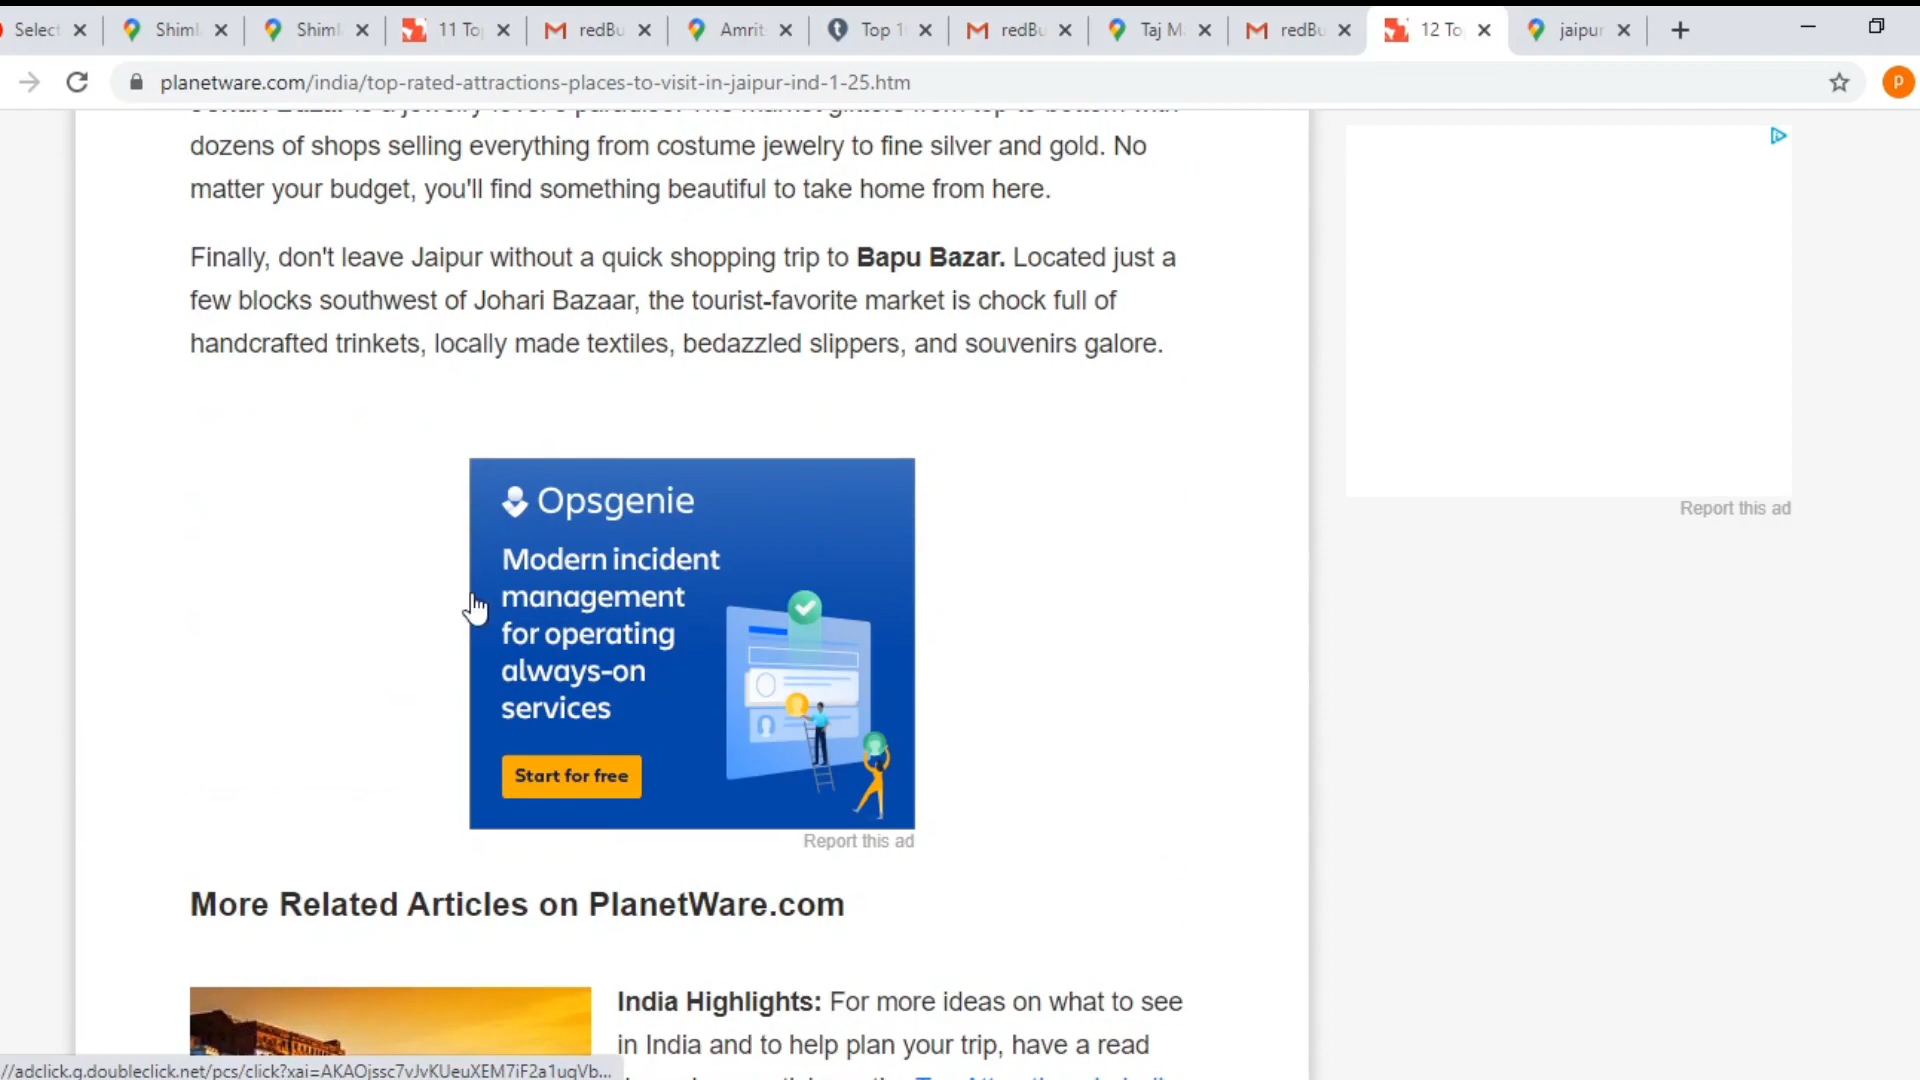 Select
Shiml
Shiml
11 To
redBu
Amrit
Top 1
redBu
Taj M
redBu
12 To
jaipur
planetware.com/india/top-rated-attractions-places-to-visit-in-jaipur-ind-1-25.htm
P
dozens of shops selling everything from costume jewelry to fine silver and gold. No
matter your budget, you'll find something beautiful to take home from here.
Finally, don't leave Jaipur without a quick shopping trip to Bapu Bazar. Located just a
few blocks southwest of Johari Bazaar, the tourist-favorite market is chock full of
handcrafted trinkets, locally made textiles, bedazzled slippers, and souvenirs galore.
Report this ad
Opsgenie
Modern incident
management
for operating
always-on
services
Start for free
Report this ad
More Related Articles on PlanetWare.com
India Highlights: For more ideas on what to see
in India and to help plan your trip, have a read
//adclick.g.doubleclick.net/pcs/click?xai=AKAOjssc7vJvKUeuXEM7iF2a1uqVb...